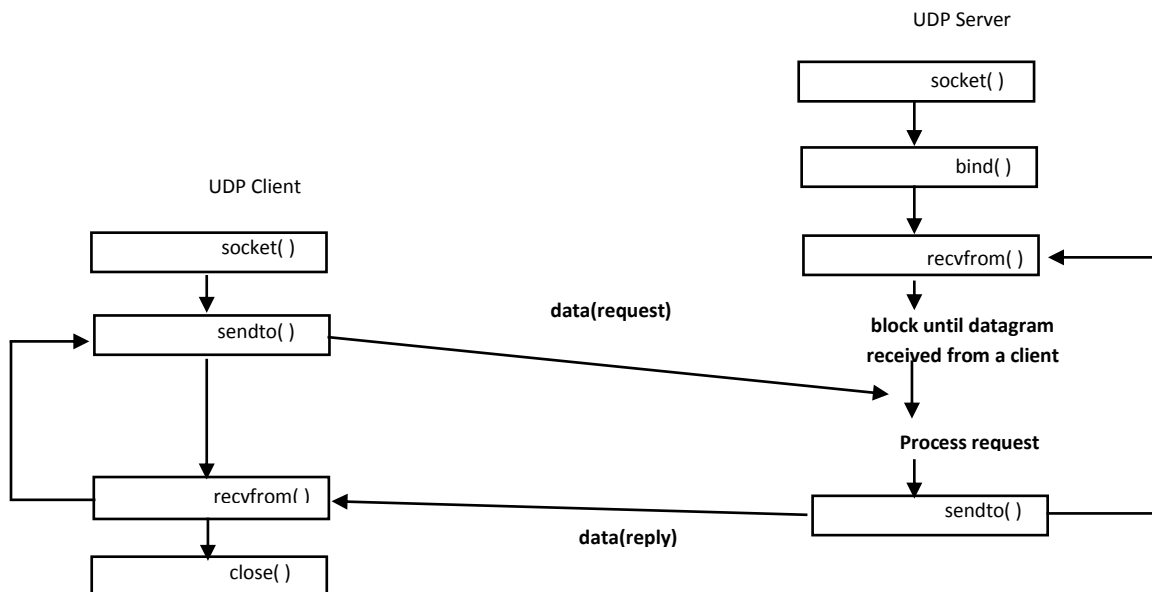 UDP Server
socket( )
bind( )
UDP Client
socket( )
recvfrom( )
data(request)
sendto( )
block until datagram
received from a client
Process request
recvfrom( )
sendto( )
data(reply)
close( )